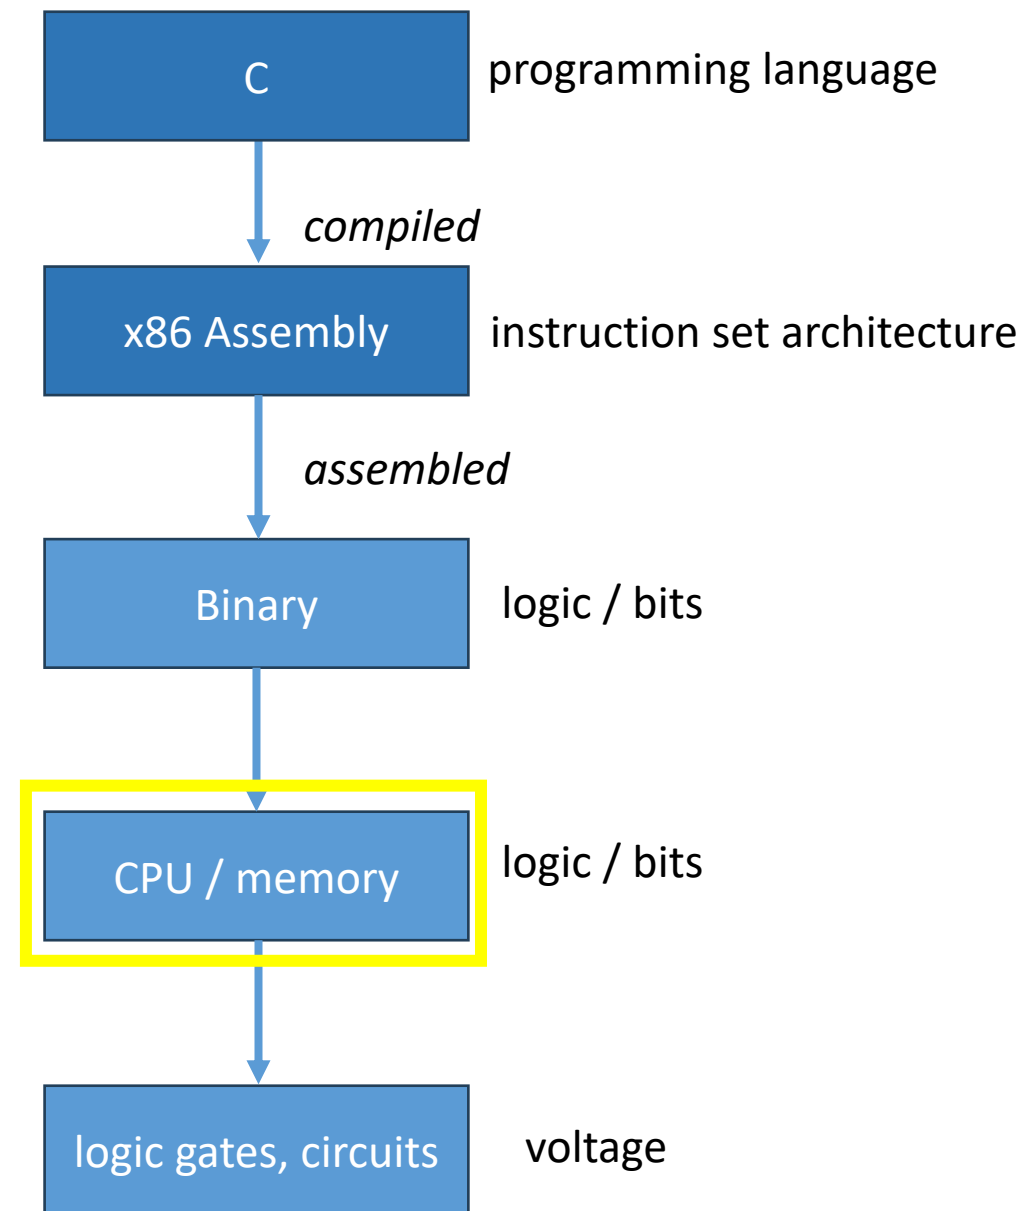 C
programming language
compiled
x86 Assembly
instruction set architecture
assembled
Binary
logic / bits
CPU / memory
logic / bits
logic gates, circuits
voltage